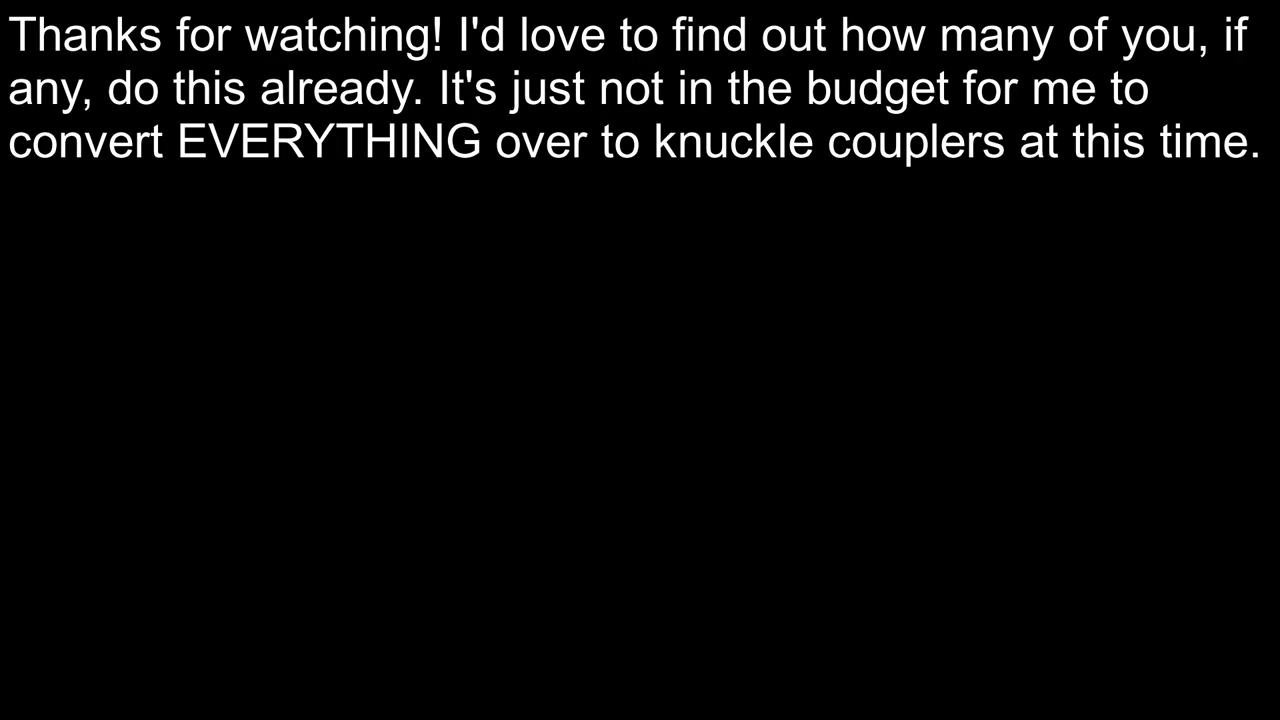 Thanks for watching! I'd love to find out how many of you, if
any, do this already. It's just not in the budget for me to
convert EVERYTHING over to knuckle couplers at this time.